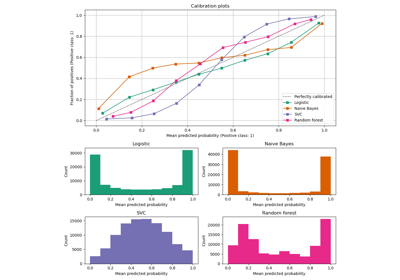 Calibration plots
Fraction of positives (Positive class: 1)
1.0
0.8
0.6
0.4
0.2
0.0
0.0 0.2 0.4 0.6 0.8 1.0
Mean predicted probability (Positive class: 1)
Perfectly calibrated
Logistic
Naive Bayes
SVC
Random forest
Logistic
Count
30000
20000
10000
0
0.0 0.2 0.4 0.6 0.8 1.0
Mean predicted probability
Naive Bayes
Count
40000
30000
20000
10000
0
0.0 0.2 0.4 0.6 0.8 1.0
Mean predicted probability
SVC
Count
15000
10000
5000
0
0.0 0.2 0.4 0.6 0.8 1.0
Mean predicted probability
Random forest
Count
20000
15000
10000
5000
0
0.0 0.2 0.4 0.6 0.8 1.0
Mean predicted probability